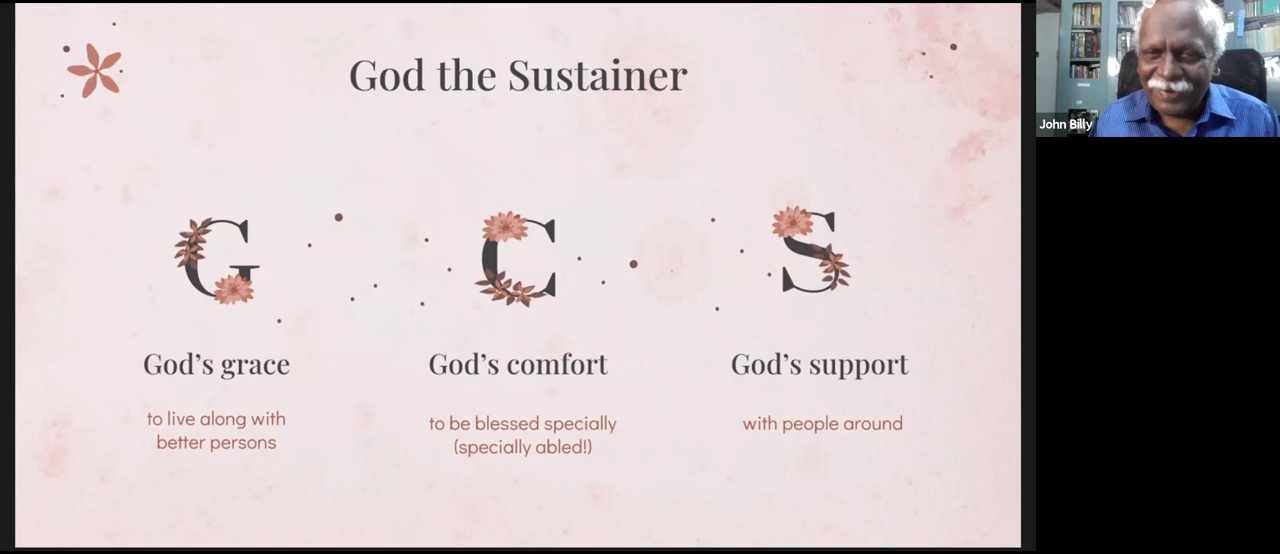 God the Sustainer
G
C
S
God’s grace
God’s comfort
God’s support
to live along with
better persons
to be blessed specially
(specially abled!)
with people around
John Billy